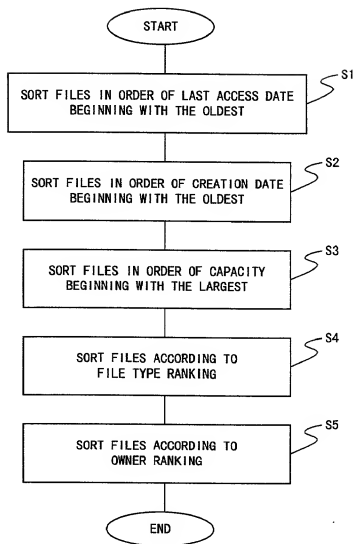 START
S1
SORT FILES IN ORDER OF LAST ACCESS DATE
BEGINNING WITH THE OLDEST
S2
SORT FILES IN ORDER OF CREATION DATE
BEGINNING WITH THE OLDEST
S3
SORT FILES IN ORDER OF CAPACITY
BEGINNING WITH THE LARGEST
S4
SORT FILES ACCORDING TO
FILE TYPE RANKING
S5
SORT FILES ACCORDING TO
OWNER RANKING
END